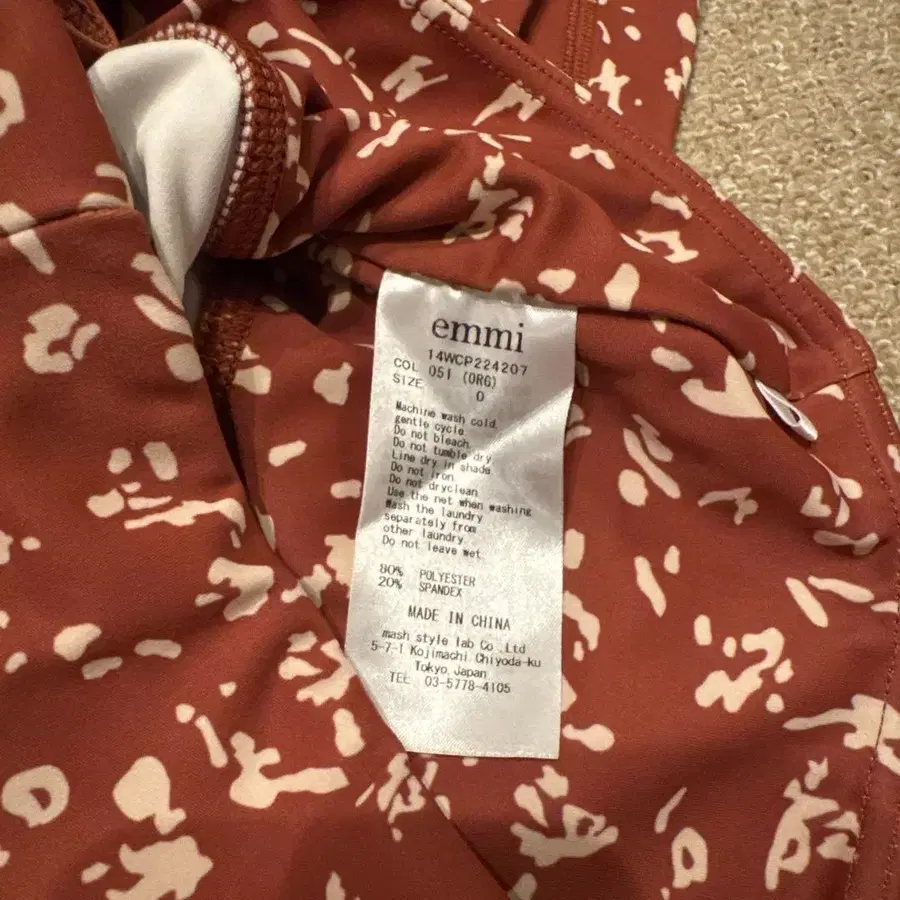 emmi
14WCP224207
COL 051 (ORG)
SIZE 0
Machine wash cold
gentle cycle
Do not bleach
Do not tumble dry
Line dry in shade
Do not iron
Do not dryclean
Use the net when washing
Wash the laundry
separately from
other laundry
Do not leave wet
80% POLYESTER
20% SPANDEX
MADE IN CHINA
mash style lab Co.,Ltd
5-7-1 Kojimachi Chiyoda-ku
Tokyo, Japan
TEL 03-5778-4105